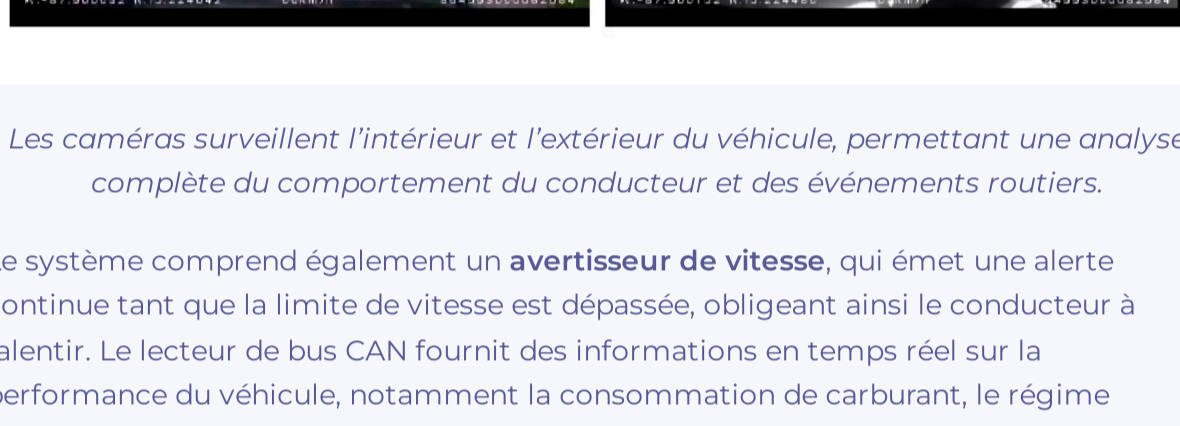 Les caméras surveillent l’intérieur et l’extérieur du véhicule, permettant une analyse
complète du comportement du conducteur et des événements routiers.
Le système comprend également un avertisseur de vitesse, qui émet une alerte
continue tant que la limite de vitesse est dépassée, obligeant ainsi le conducteur à
ralentir. Le lecteur de bus CAN fournit des informations en temps réel sur la
performance du véhicule, notamment la consommation de carburant, le régime